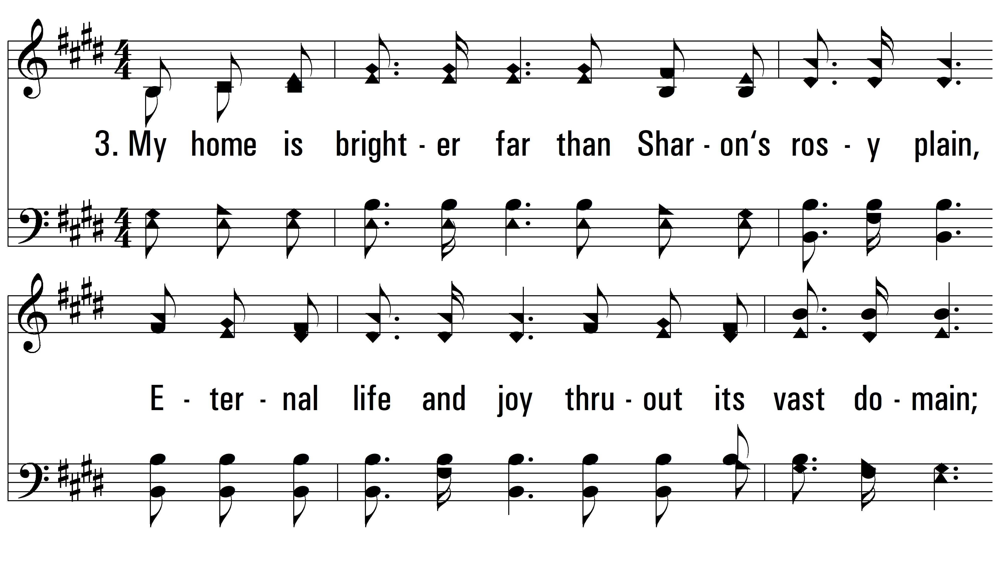 3. My home is bright - er far than Shar - on‘s ros - y plain,
E - ter - nal life and joy thru - out its vast do - main;